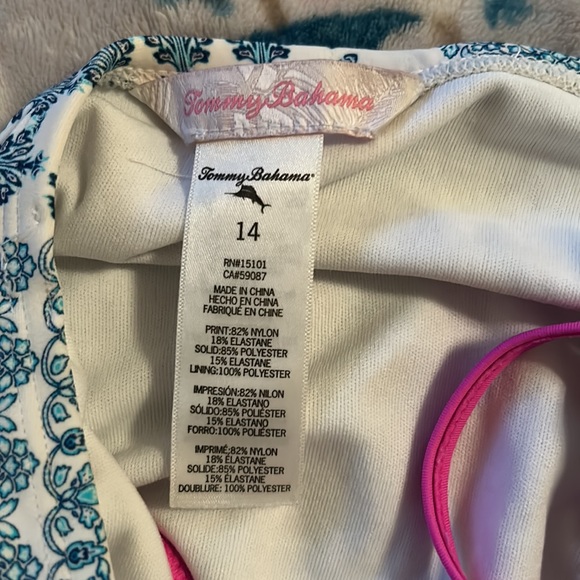 Tommy Bahama
Tommy Bahama®
14
RN#15101
CA#59087
MADE IN CHINA
HECHO EN CHINA
FABRIQUÉ EN CHINE
PRINT:82% NYLON
18% ELASTANE
SOLID:85% POLYESTER
15% ELASTANE
LINING:100% POLYESTER
IMPRESIÓN:82% NILON
18% ELASTANO
SÓLIDO:85% POLIÉSTER
15% ELASTANO
FORRO:100% POLIÉSTER
IMPRIMÉ:82% NYLON
18% ELASTANE
SOLIDE:85% POLYESTER
15% ELASTANE
DOUBLURE: 100% POLYESTER